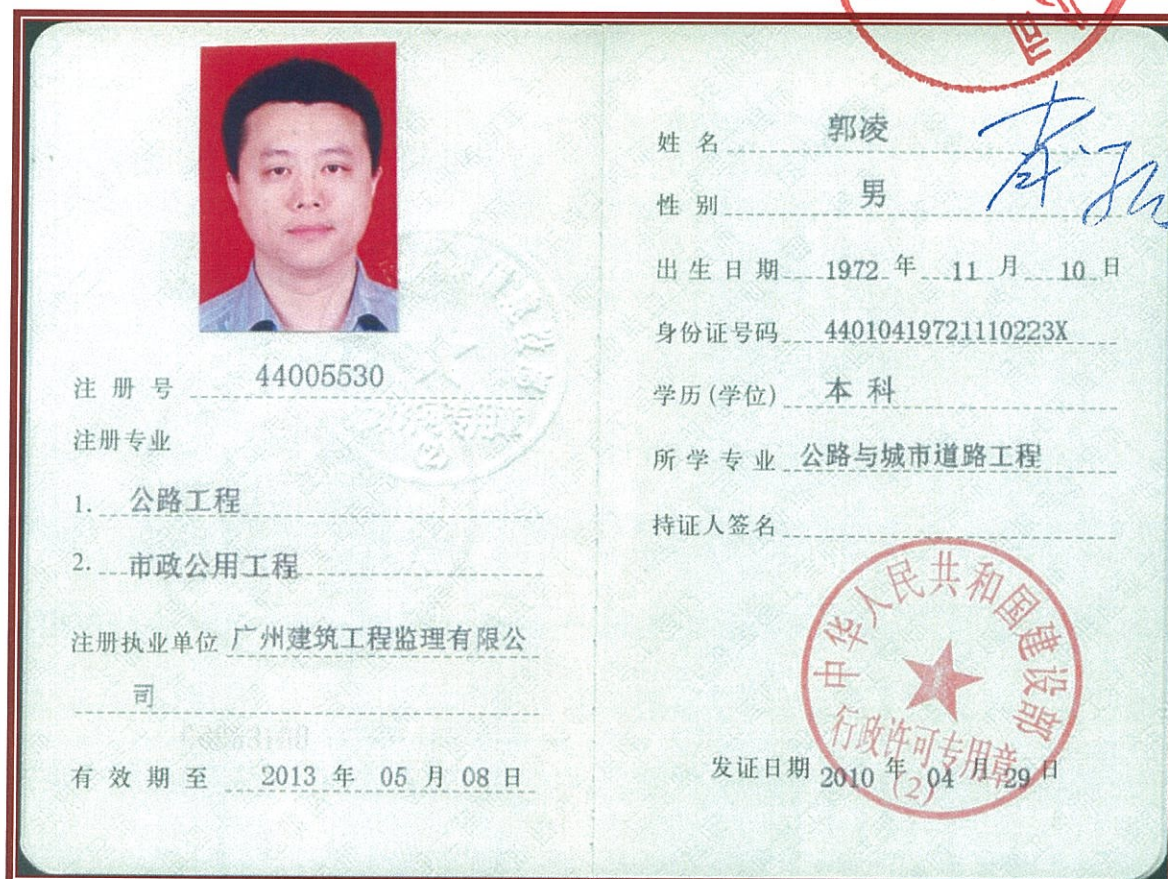 注册号 44005530
注册专业
1. 公路工程
2. 市政公用工程
注册执业单位 广州建筑工程监理有限公
司
有效期至 2013 年 05 月 08 日
姓名 郭凌
性别 男
出生日期 1972 年 11 月 10 日
身份证号码 44010419721110223X
学历(学位) 本科
所学专业 公路与城市道路工程
持证人签名
中华人民共和国建设部
行政许可专用章
(2)
发证日期 2010 年 04 月 29 日